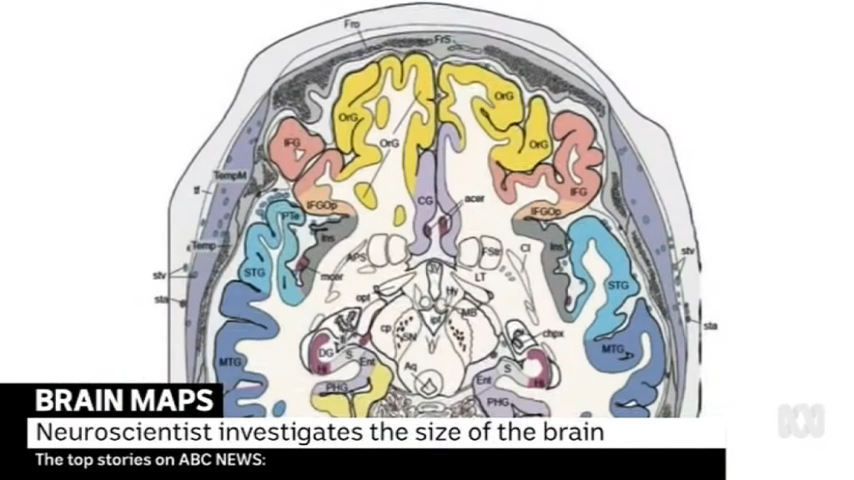 Fro
FrS
OrG
OrG
OrG
OrG
IFG
IFG
TempM
tf
IFGOp
IFGOp
CG
acer
PTe
Ins
Ins
Temp
APS
FStr
Cl
stv
stv
STG
STG
mcer
3V
LT
sta
sta
opt
Hy
MB
cp
SN
ip
chpx
DG
S
S
Ent
Ent
Hi
Hi
Aq
MTG
MTG
PHG
PHG
BRAIN MAPS
Neuroscientist investigates the size of the brain
The top stories on ABC NEWS: